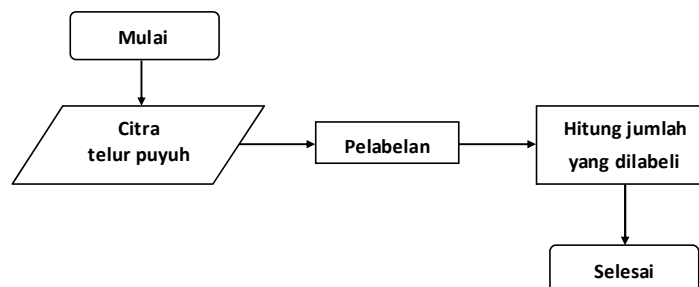 Mulai
Citra
telur puyuh
Pelabelan
Hitung jumlah
yang dilabeli
Selesai